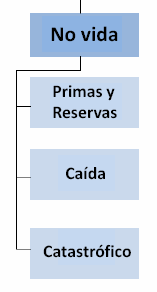 No vida
Primas y
Reservas
Caída
Catastrófico